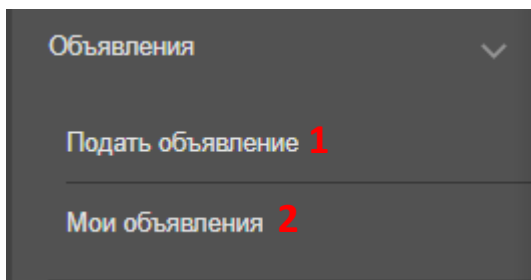 Объявления
Подать объявление 1
Мои объявления 2